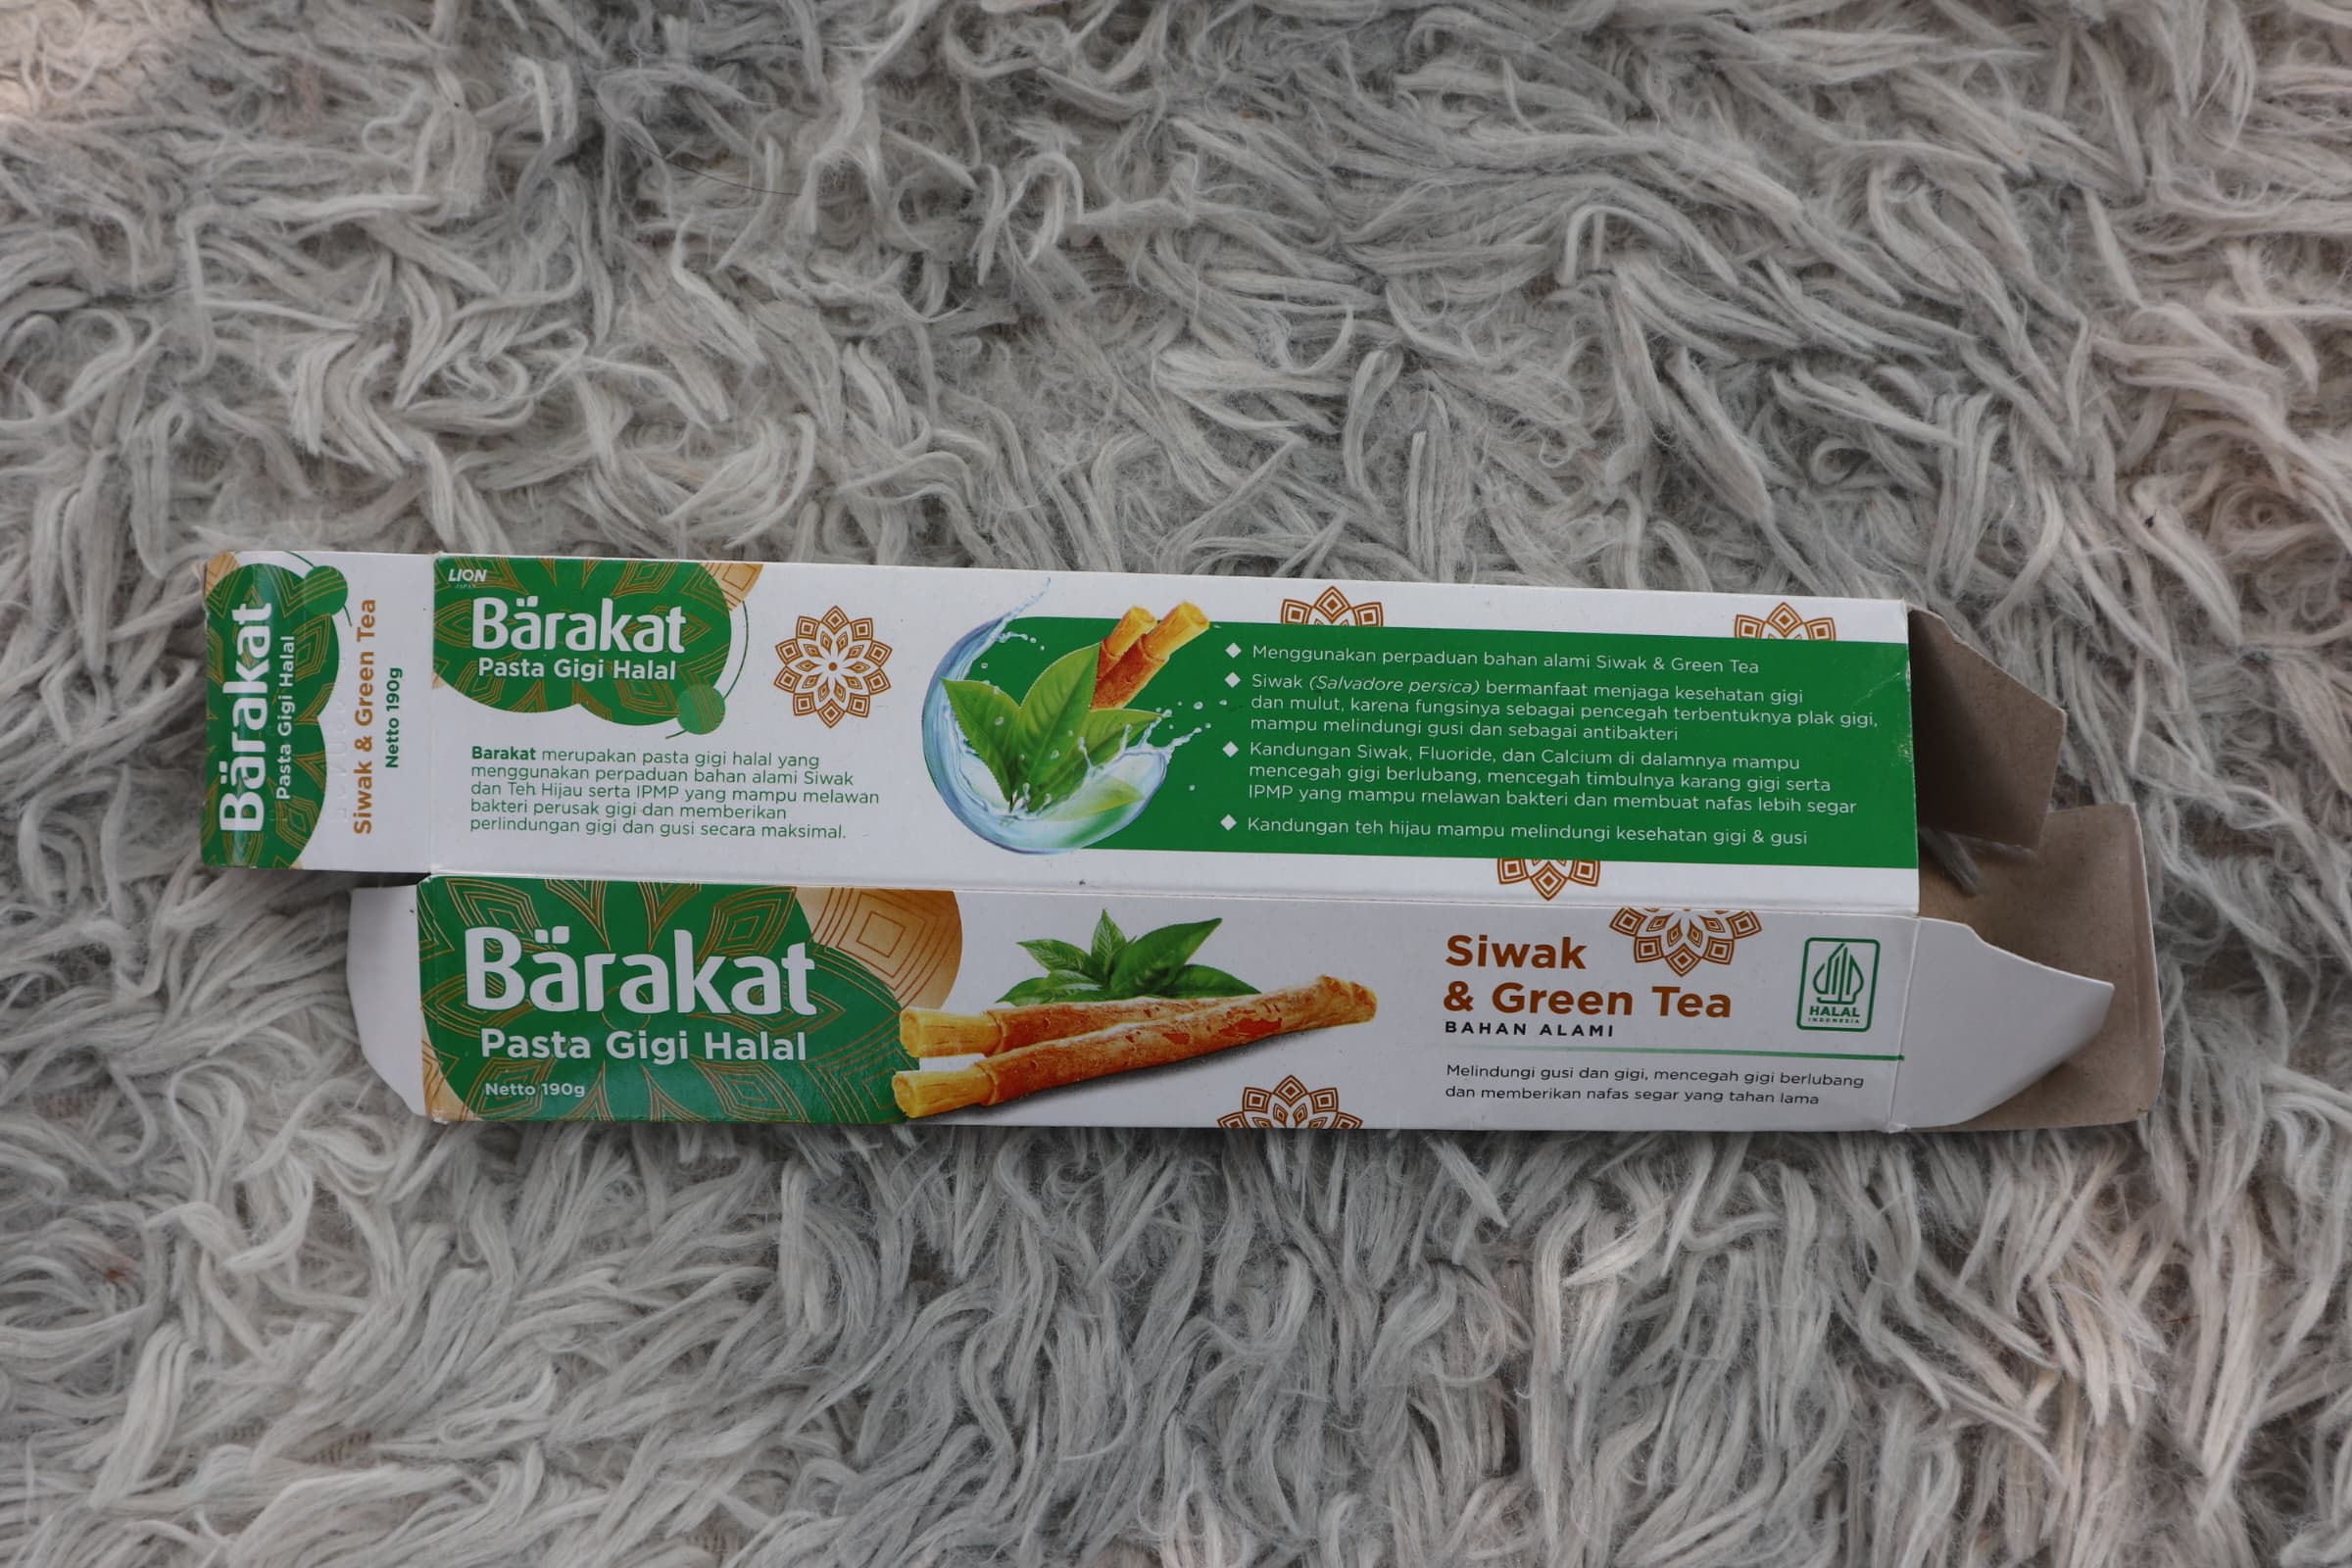 Bärakat
Pasta Gigi Halal
Siwak & Green Tea
Netto 190g
LION
Bärakat
Pasta Gigi Halal
Barakat merupakan pasta gigi halal yang
menggunakan perpaduan bahan alami Siwak
dan Teh Hijau serta IPMP yang mampu melawan
bakteri perusak gigi dan memberikan
perlindungan gigi dan gusi secara maksimal.
Menggunakan perpaduan bahan alami Siwak & Green Tea
Siwak (Salvadore persica) bermanfaat menjaga kesehatan gigi
dan mulut, karena fungsinya sebagai pencegah terbentuknya plak gigi,
mampu melindungi gusi dan sebagai antibakteri
Kandungan Siwak, Fluoride, dan Calcium di dalamnya mampu
mencegah gigi berlubang, mencegah timbulnya karang gigi serta
IPMP yang mampu rnelawan bakteri dan membuat nafas lebih segar
Kandungan teh hijau mampu melindungi kesehatan gigi & gusi
Bärakat
Pasta Gigi Halal
Netto 190g
Siwak
& Green Tea
BAHAN ALAMI
Melindungi gusi dan gigi, mencegah gigi berlubang
dan memberikan nafas segar yang tahan lama
HALAL
INDONESIA